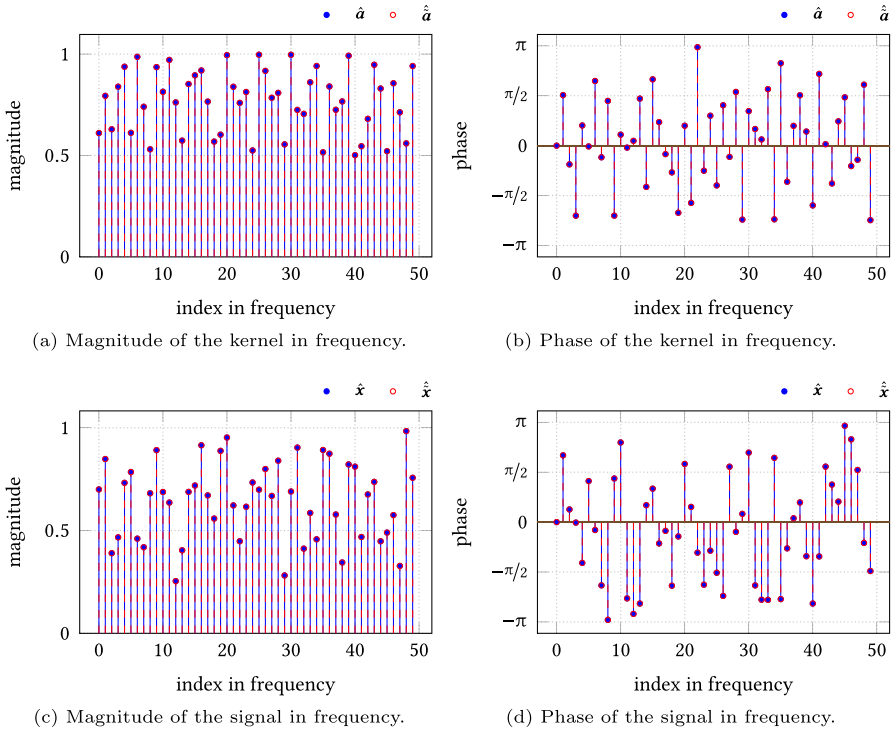 â ã̂
magnitude
1
0.5
0
0 10 20 30 40 50
index in frequency
(a) Magnitude of the kernel in frequency.
â ã̂
phase
π
π/2
0
−π/2
−π
0 10 20 30 40 50
index in frequency
(b) Phase of the kernel in frequency.
x̂ x̃̂
magnitude
1
0.5
0
0 10 20 30 40 50
index in frequency
(c) Magnitude of the signal in frequency.
x̂ x̃̂
phase
π
π/2
0
−π/2
−π
0 10 20 30 40 50
index in frequency
(d) Phase of the signal in frequency.